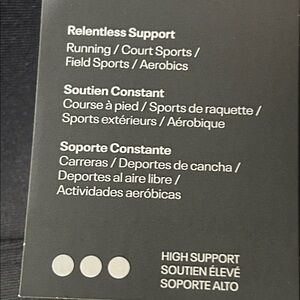 Relentless Support
Running / Court Sports /
Field Sports / Aerobics
Soutien Constant
Course à pied / Sports de raquette /
Sports extérieurs / Aérobique
Soporte Constante
Carreras / Deportes de cancha /
Deportes al aire libre /
Actividades aeróbicas
HIGH SUPPORT
SOUTIEN ÉLEVÉ
SOPORTE ALTO